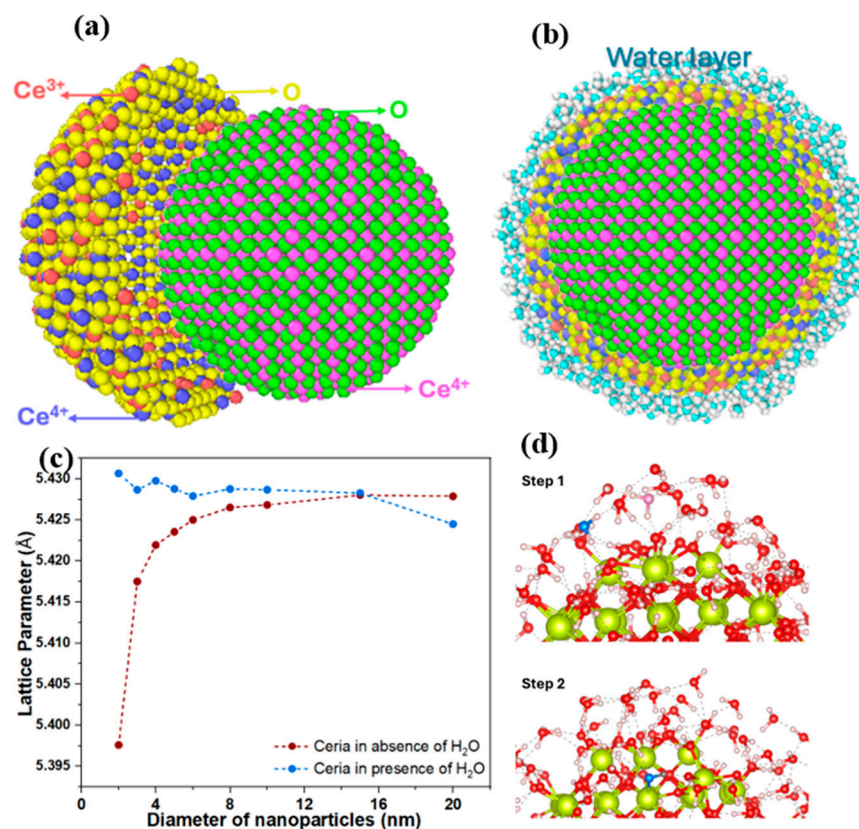 (a)
Ce3+
O
O
Ce4+
Ce4+
(b)
Water layer
(c)
5.430
5.425
5.420
5.415
5.410
5.405
5.400
5.395
Lattice Parameter (Å)
0
4
8
12
16
20
Diameter of nanoparticles (nm)
Ceria in absence of H2O
Ceria in presence of H2O
(d)
Step 1
Step 2